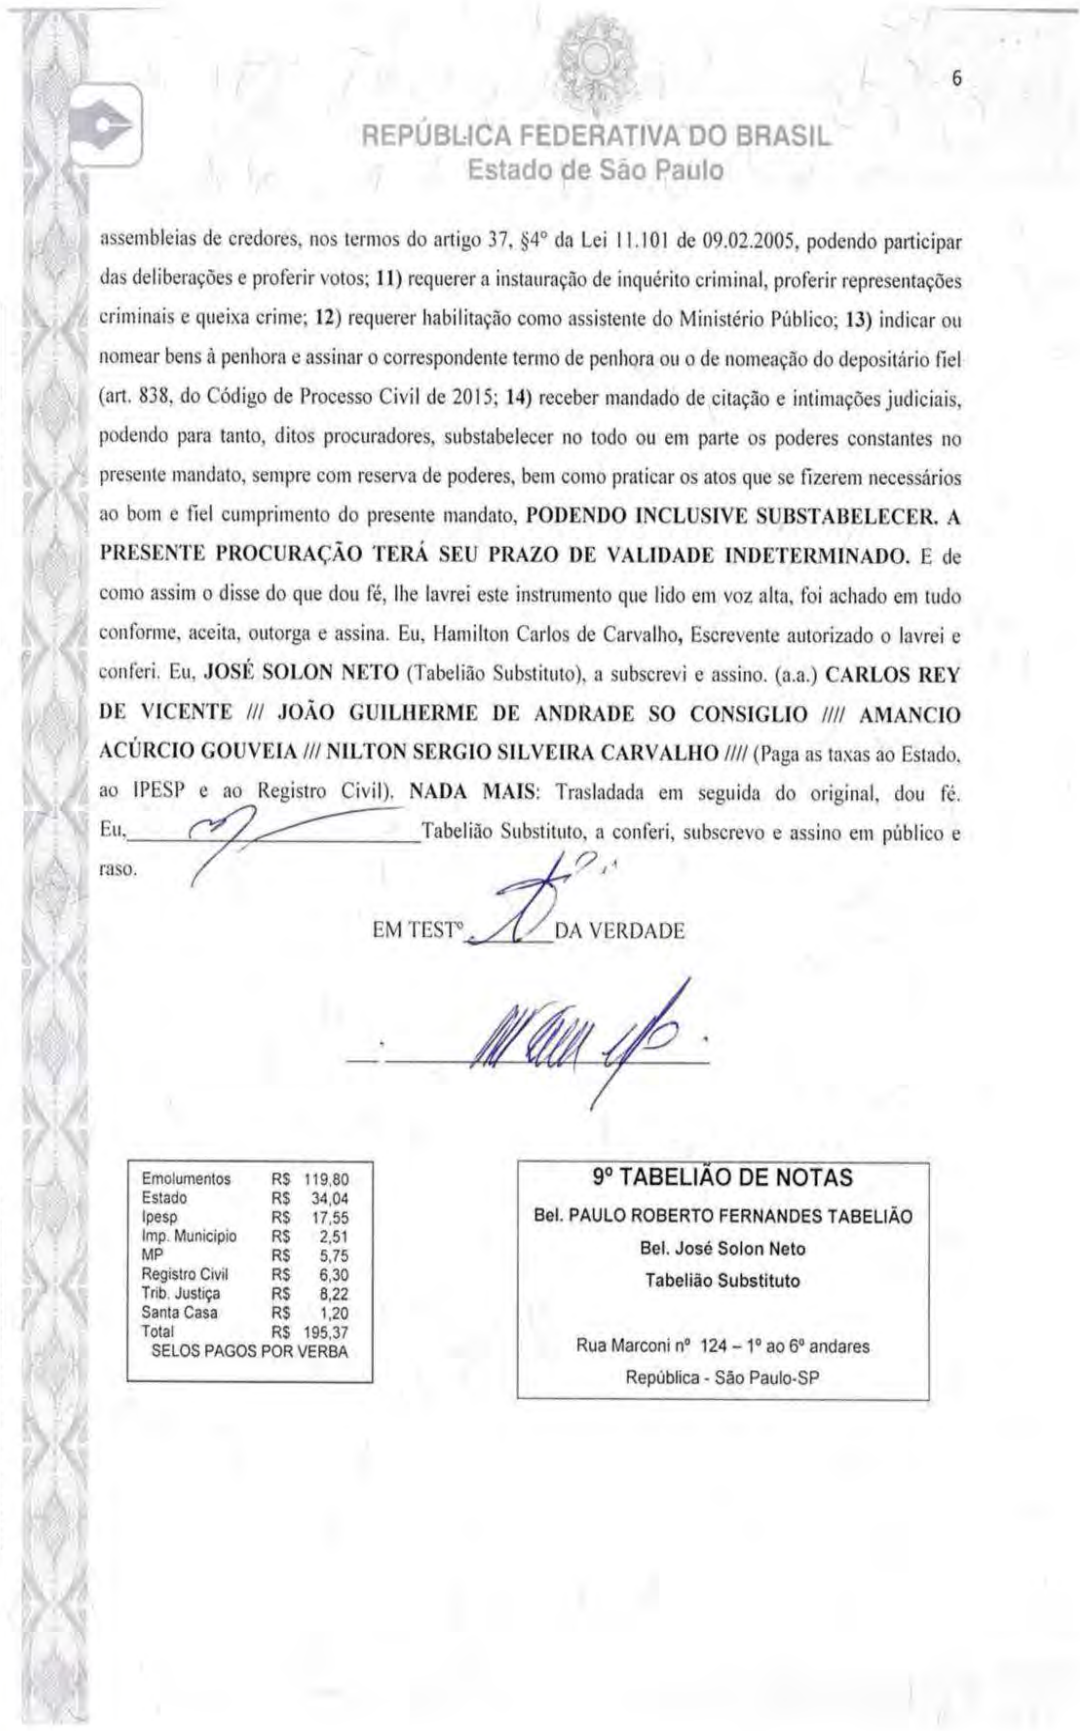 6
REPÚBLICA FEDERATIVA DO BRASIL
Estado de São Paulo
assembleias de credores, nos termos do artigo 37, §4º da Lei 11.101 de 09.02.2005, podendo participar
das deliberações e proferir votos; 11) requerer a instauração de inquérito criminal, proferir representações
criminais e queixa crime; 12) requerer habilitação como assistente do Ministério Público; 13) indicar ou
nomear bens à penhora e assinar o correspondente termo de penhora ou o de nomeação do depositário fiel
(art. 838, do Código de Processo Civil de 2015; 14) receber mandado de citação e intimações judiciais,
podendo para tanto, ditos procuradores, substabelecer no todo ou em parte os poderes constantes no
presente mandato, sempre com reserva de poderes, bem como praticar os atos que se fizerem necessários
ao bom e fiel cumprimento do presente mandato, PODENDO INCLUSIVE SUBSTABELECER. A
PRESENTE PROCURAÇÃO TERÁ SEU PRAZO DE VALIDADE INDETERMINADO. E de
como assim o disse do que dou fé, lhe lavrei este instrumento que lido em voz alta, foi achado em tudo
conforme, aceita, outorga e assina. Eu, Hamilton Carlos de Carvalho, Escrevente autorizado o lavrei e
conferi. Eu, JOSÉ SOLON NETO (Tabelião Substituto), a subscrevi e assino. (a.a.) CARLOS REY
DE VICENTE /// JOÃO GUILHERME DE ANDRADE SO CONSIGLIO //// AMANCIO
ACÚRCIO GOUVEIA /// NILTON SERGIO SILVEIRA CARVALHO //// (Paga as taxas ao Estado,
ao IPESP e ao Registro Civil). NADA MAIS: Trasladada em seguida do original, dou fé.
Eu, Tabelião Substituto, a conferi, subscrevo e assino em público e
raso.
EM TESTº DA VERDADE
Emolumentos R$ 119,80
Estado R$ 34,04
Ipesp R$ 17,55
Imp. Municipio R$ 2,51
MP R$ 5,75
Registro Civil R$ 6,30
Trib. Justiça R$ 8,22
Santa Casa R$ 1,20
Total R$ 195,37
SELOS PAGOS POR VERBA
9º TABELIÃO DE NOTAS
Bel. PAULO ROBERTO FERNANDES TABELIÃO
Bel. José Solon Neto
Tabelião Substituto
Rua Marconi nº 124 – 1º ao 6º andares
República - São Paulo-SP